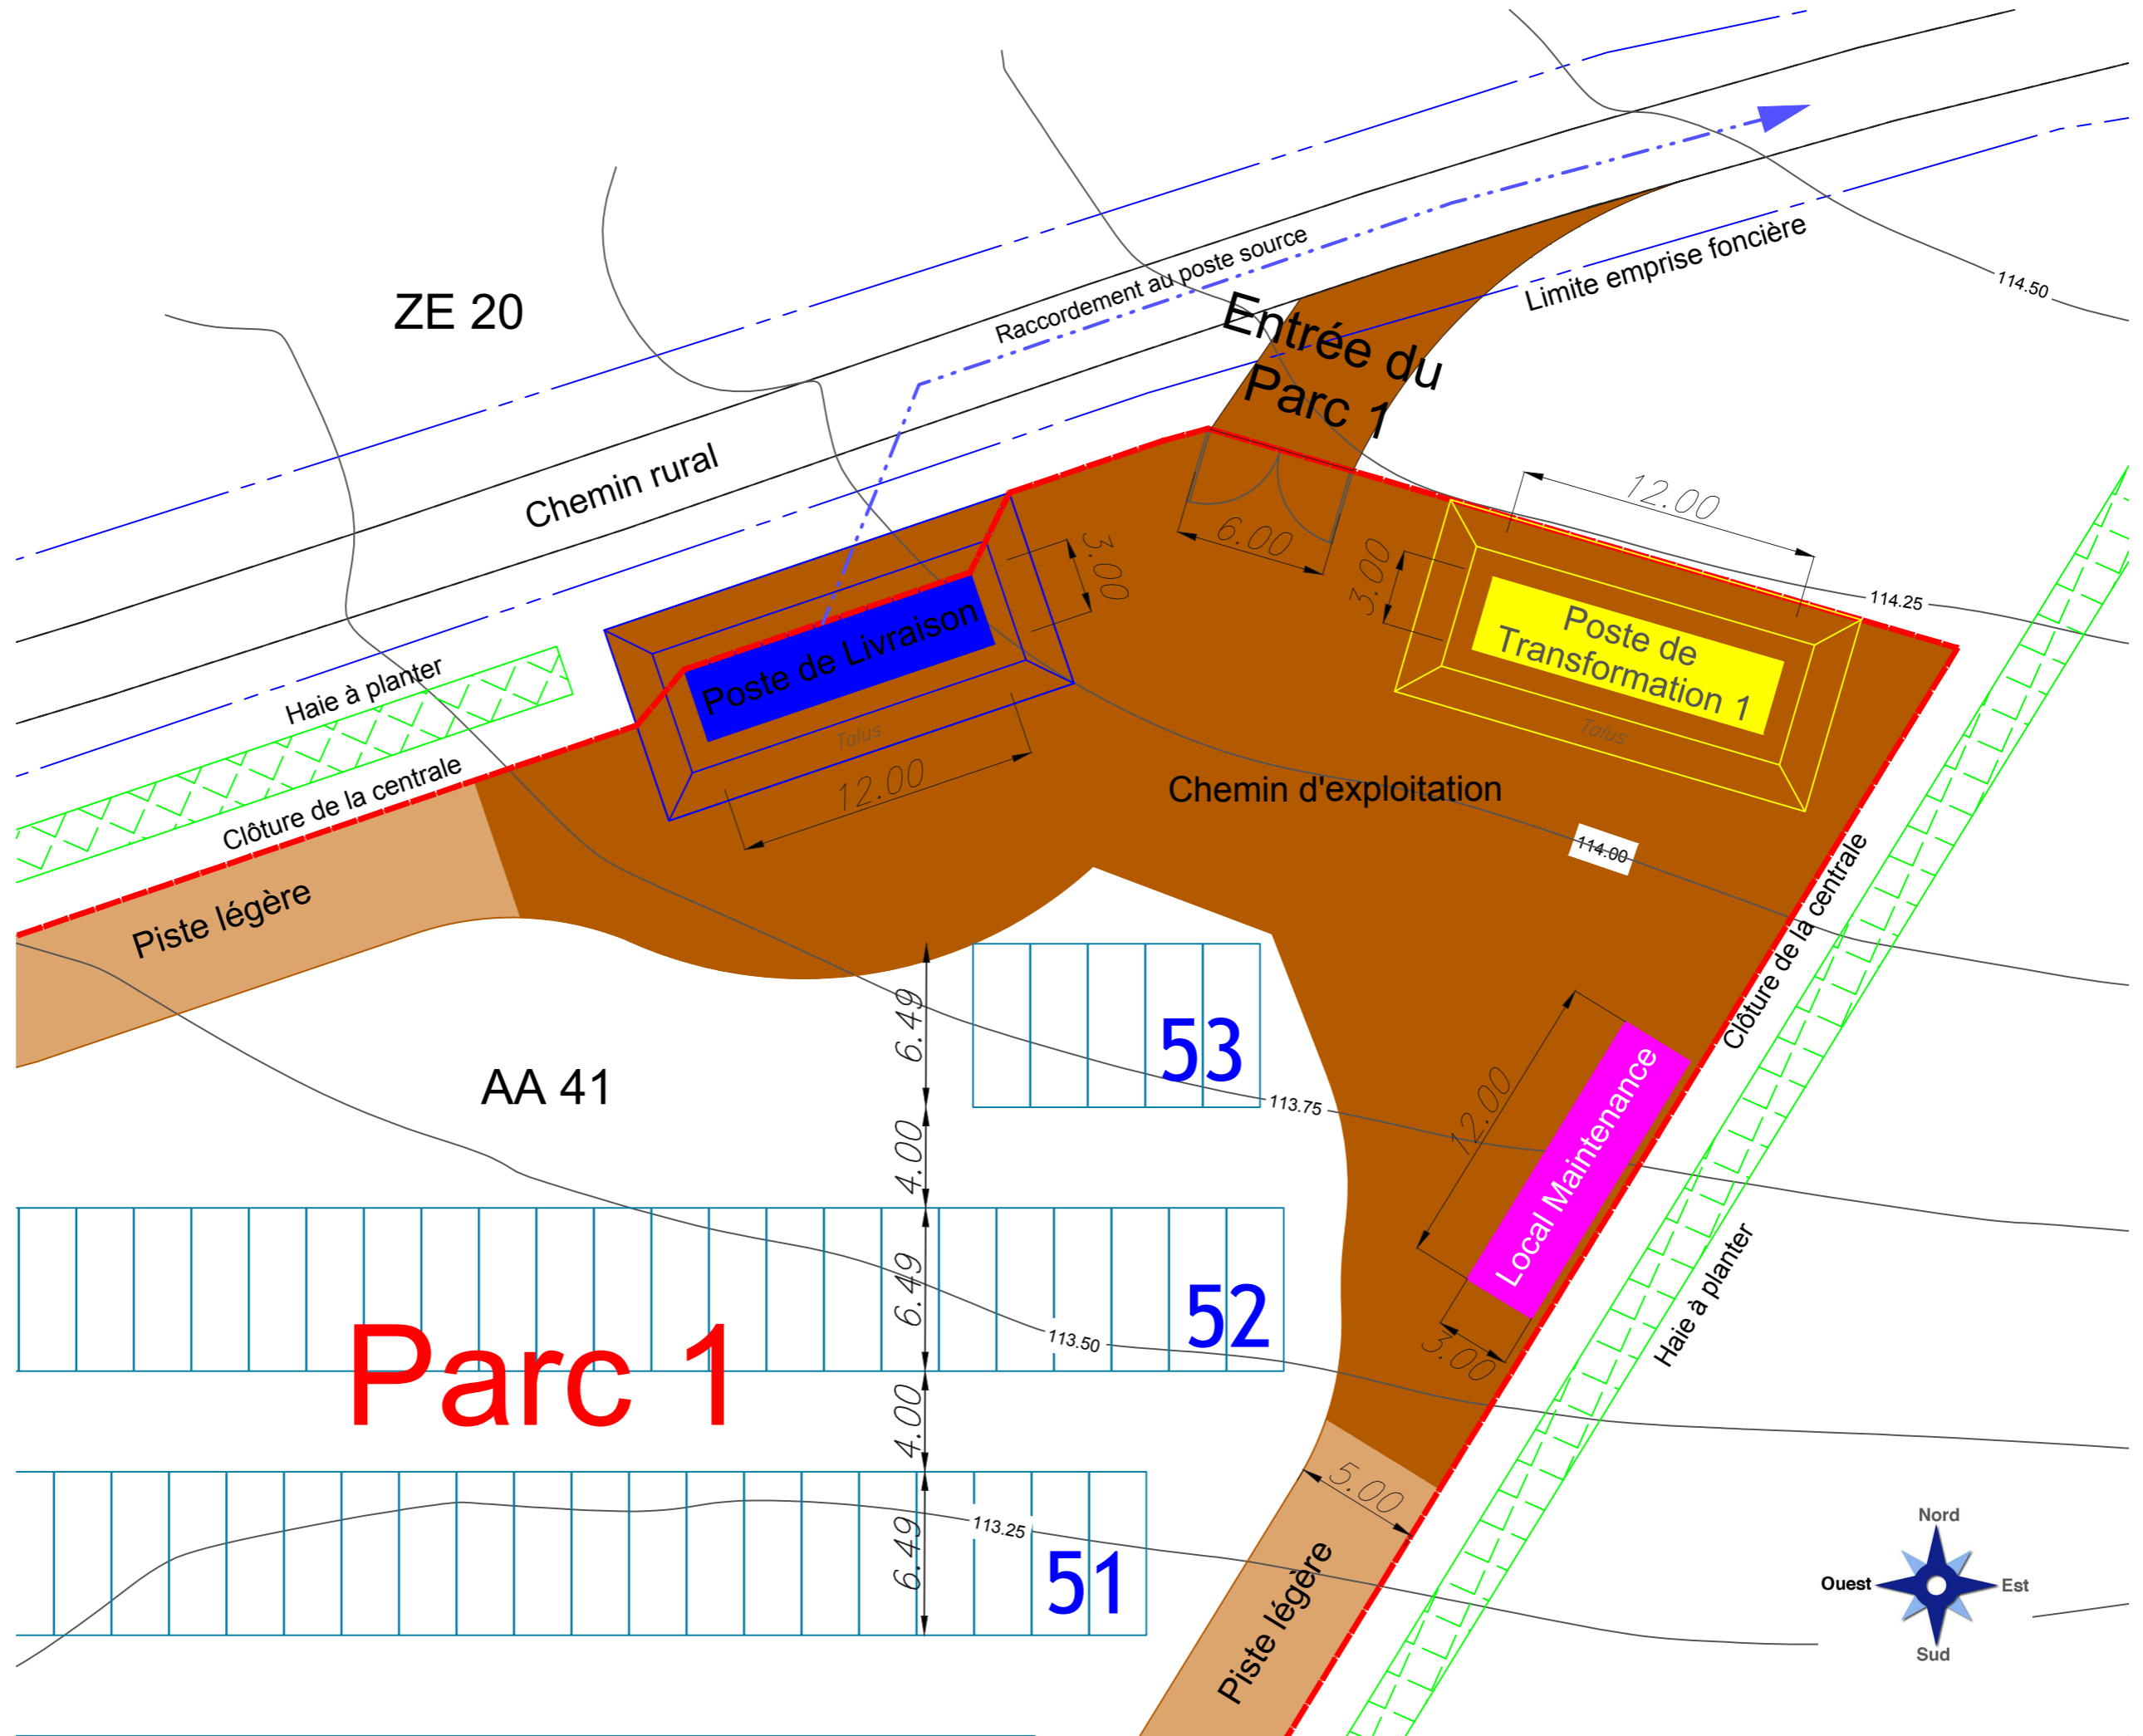 ZE 20
Raccordement au poste source
Limite emprise foncière
114.50
Entrée du
Parc 1
Chemin rural
12.00
6.00
3.00
3.00
114.25
Poste de Livraison
Poste de
Transformation 1
Haie à planter
Talus
Talus
12.00
Clôture de la centrale
Chemin d'exploitation
114.00
Piste légère
Clôture de la centrale
6.49
53
AA 41
113.75
12.00
Local Maintenance
4.00
6.49
52
113.50
3.00
Haie à planter
Parc 1
4.00
5.00
6.49
113.25
51
Piste légère
Nord
Ouest
Est
Sud